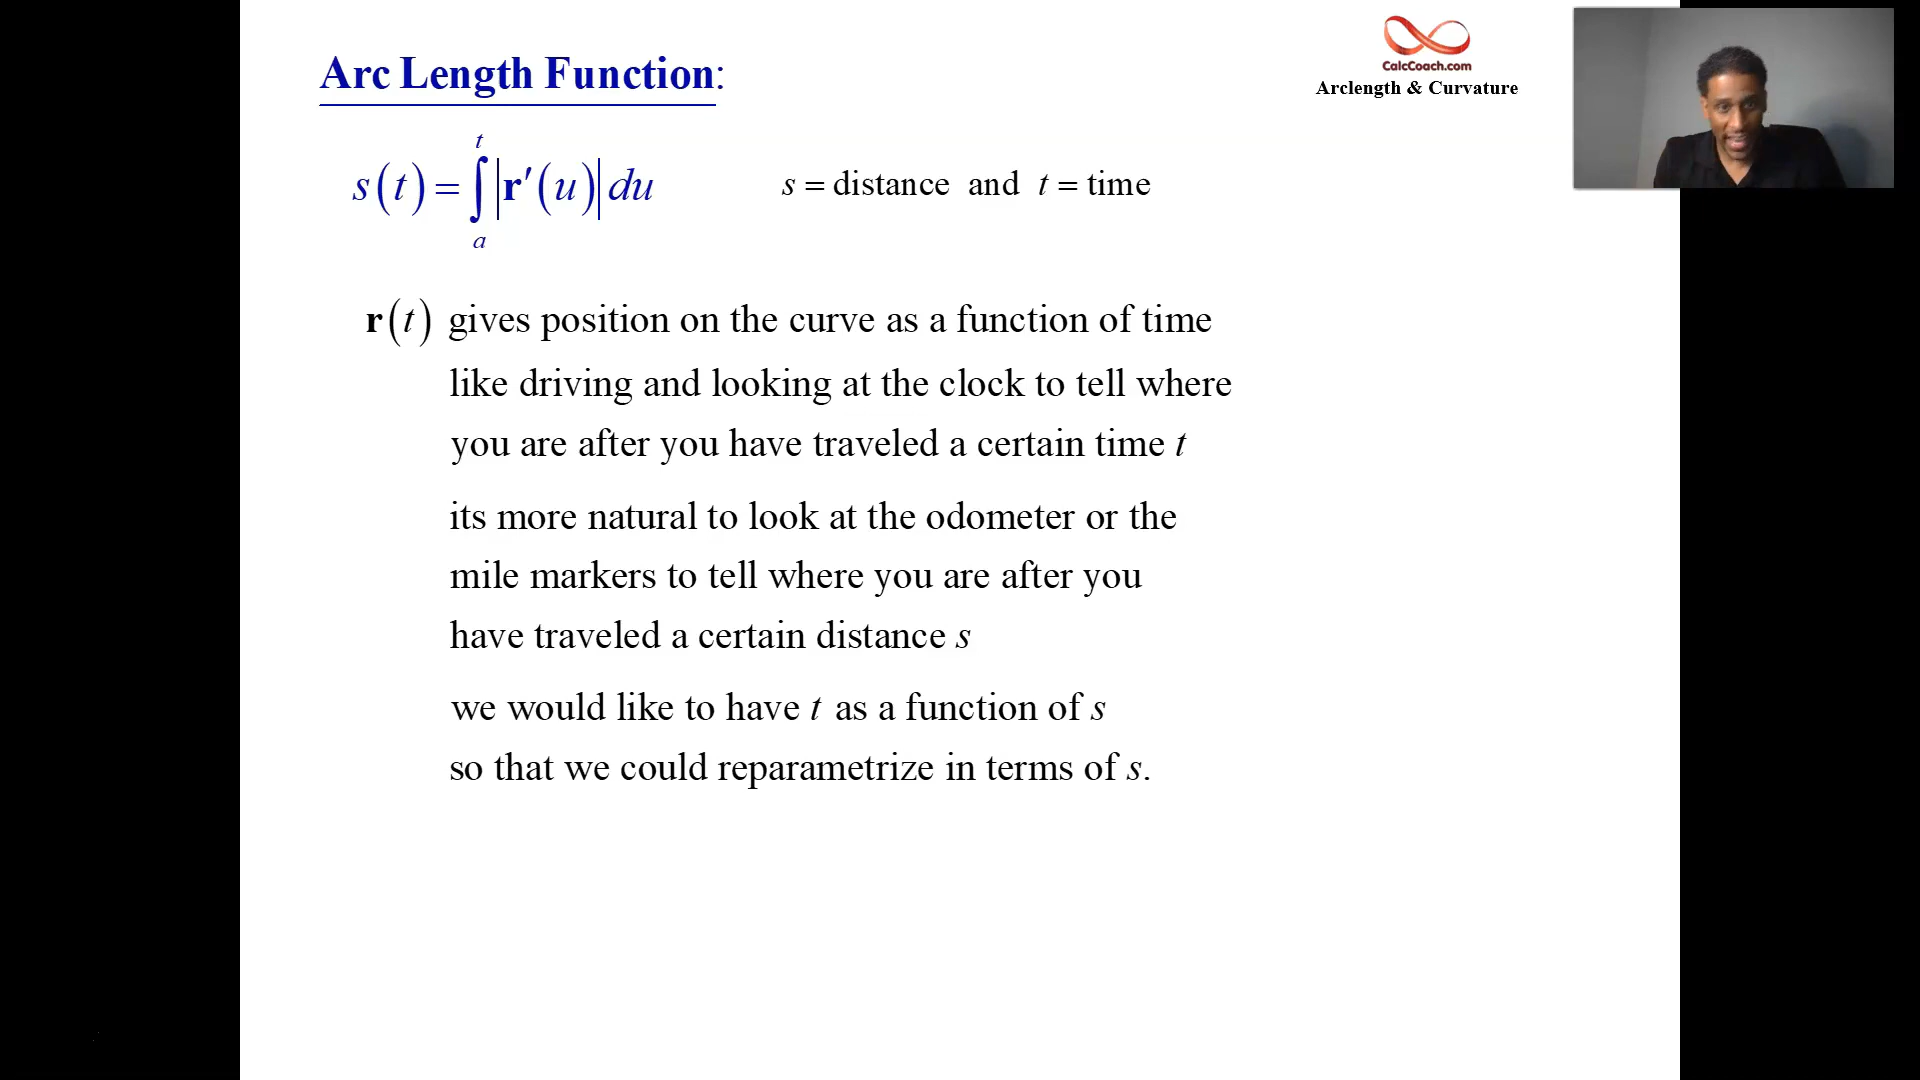 Arc Length Function:
CalcCoach.com
Arclength & Curvature
s(t) = ∫ₐᵗ |r′(u)| du
s = distance and t = time
r(t) gives position on the curve as a function of time
like driving and looking at the clock to tell where
you are after you have traveled a certain time t
its more natural to look at the odometer or the
mile markers to tell where you are after you
have traveled a certain distance s
we would like to have t as a function of s
so that we could reparametrize in terms of s.